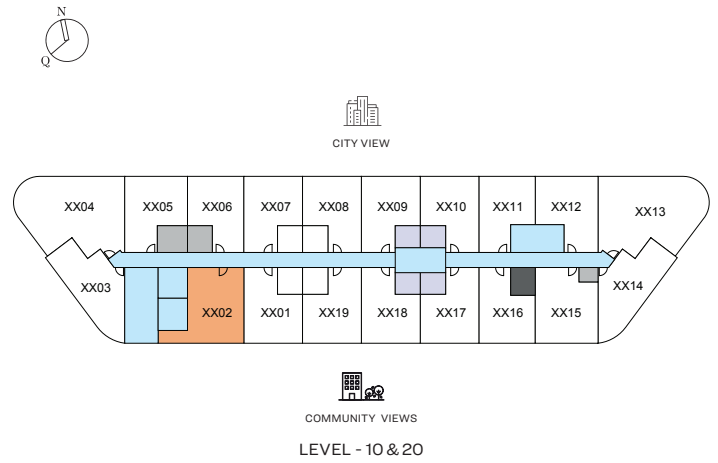 N
Q
CITY VIEW
XX04 XX05 XX06 XX07 XX08 XX09 XX10 XX11 XX12 XX13
XX03 XX14
XX02 XX01 XX19 XX18 XX17 XX16 XX15
COMMUNITY VIEWS
LEVEL - 10 & 20